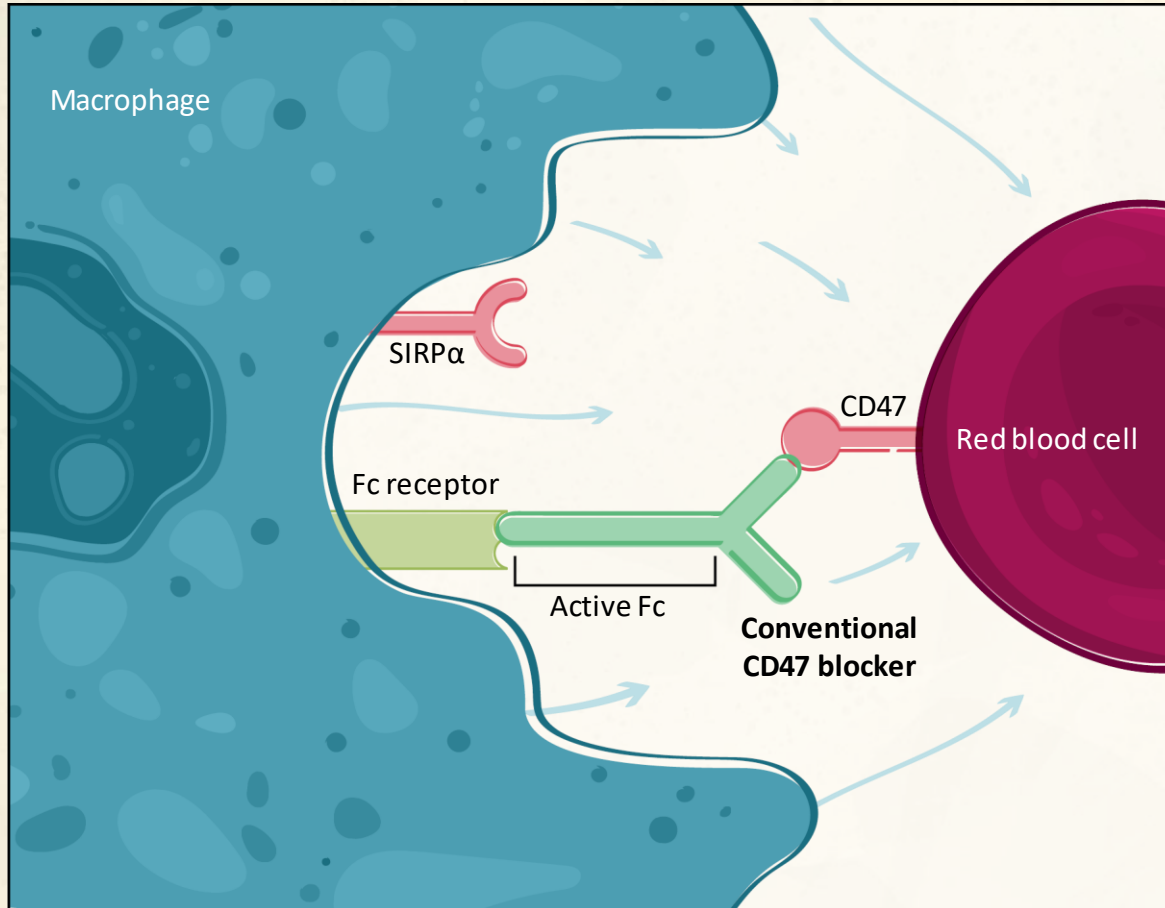 Macrophage
SIRPα
CD47
Red blood cell
Fc receptor
Active Fc
Conventional
CD47 blocker